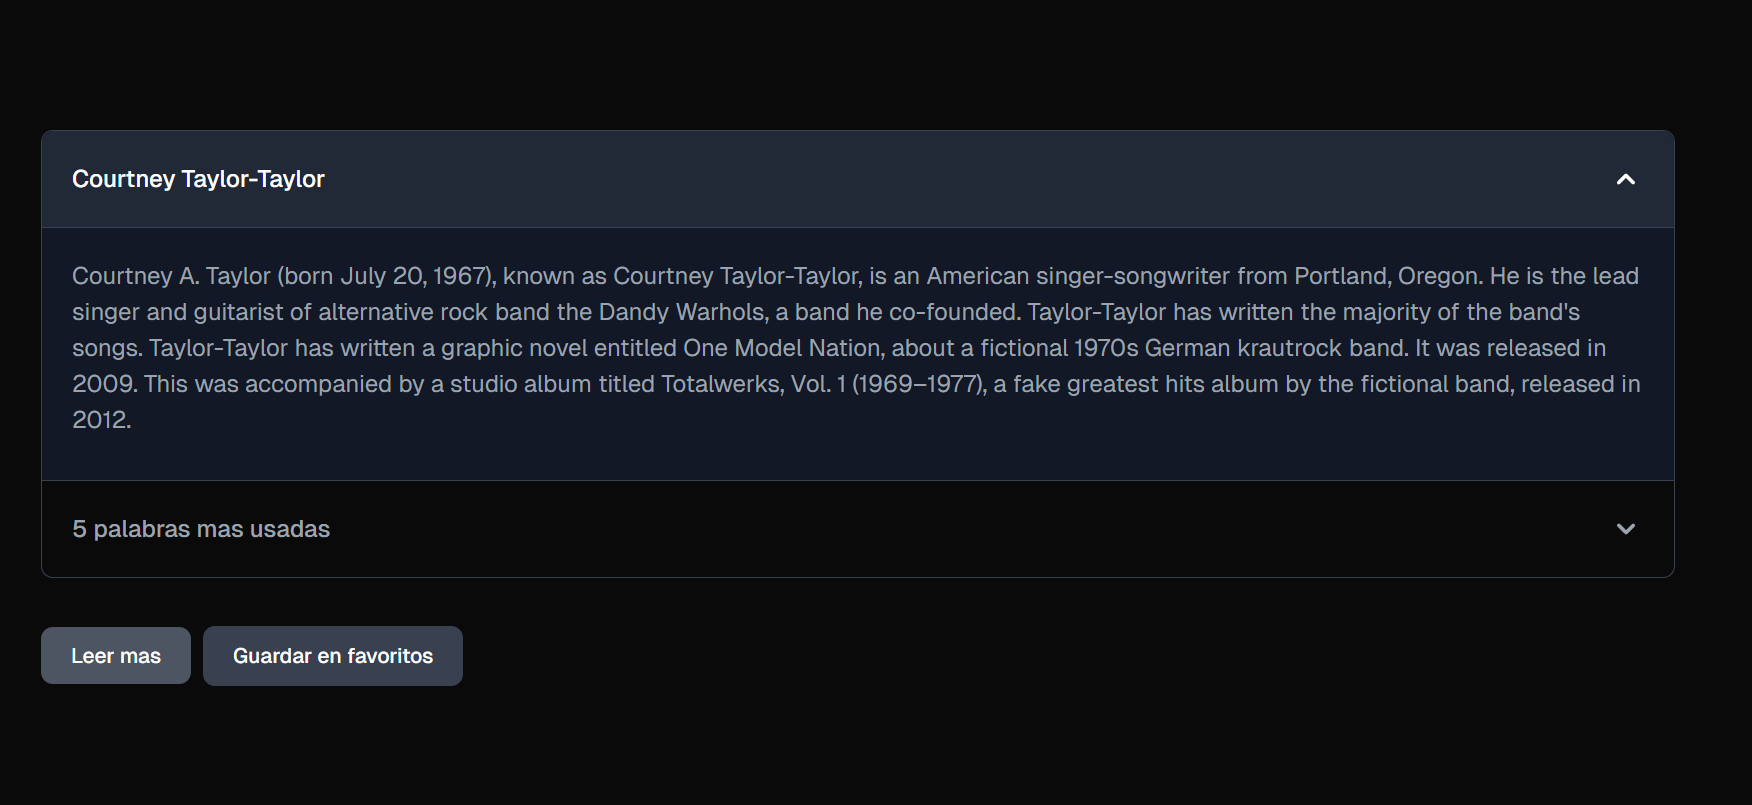 Courtney Taylor-Taylor
Courtney A. Taylor (born July 20, 1967), known as Courtney Taylor-Taylor, is an American singer-songwriter from Portland, Oregon. He is the lead
singer and guitarist of alternative rock band the Dandy Warhols, a band he co-founded. Taylor-Taylor has written the majority of the band's
songs. Taylor-Taylor has written a graphic novel entitled One Model Nation, about a fictional 1970s German krautrock band. It was released in
2009. This was accompanied by a studio album titled Totalwerks, Vol. 1 (1969–1977), a fake greatest hits album by the fictional band, released in
2012.
5 palabras mas usadas
Leer mas
Guardar en favoritos